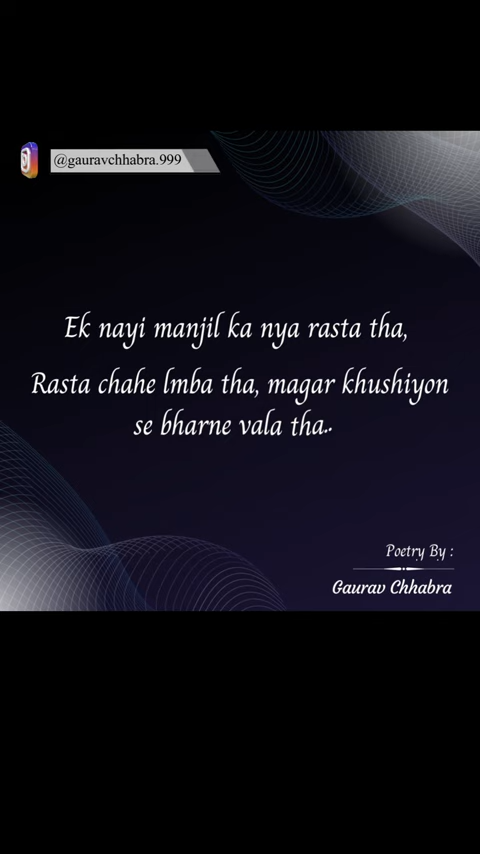 @gauravchhabra.999
Ek nayi manjil ka nya rasta tha,
Rasta chahe lmba tha, magar khushiyon
se bharne vala tha..
Poetry By :
Gaurav Chhabra